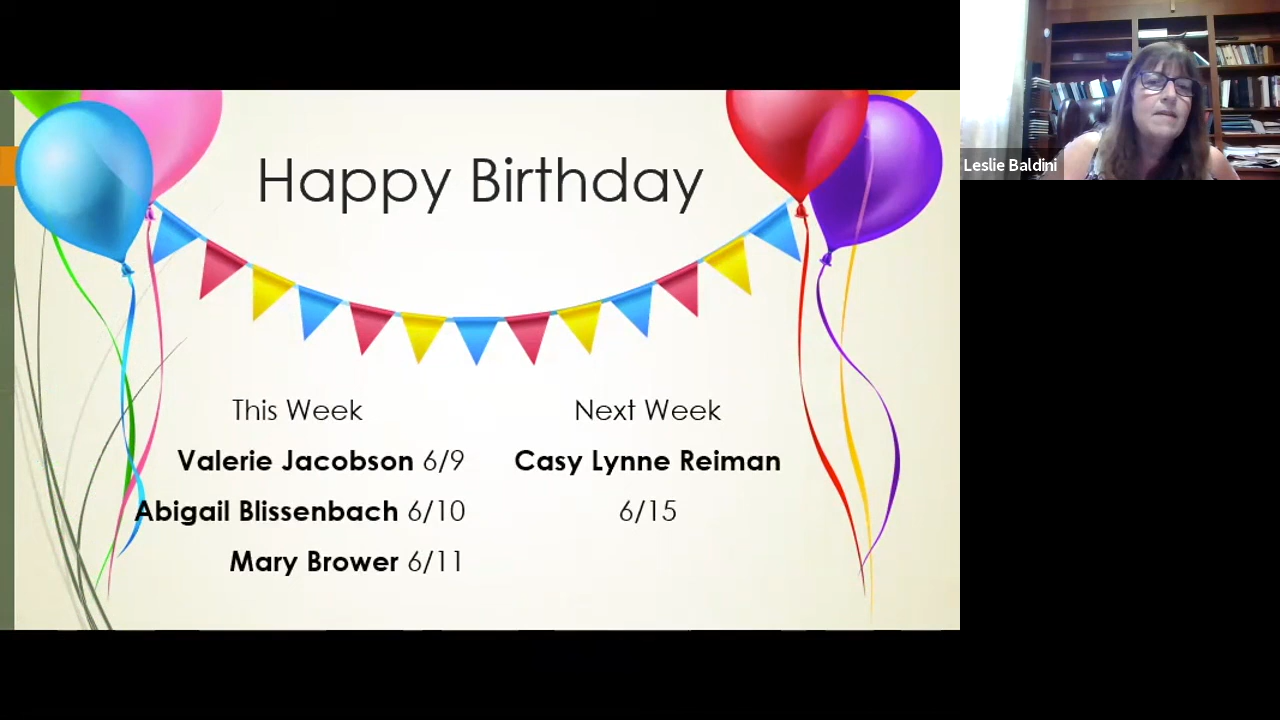 Happy Birthday
This Week
Valerie Jacobson 6/9
Abigail Blissenbach 6/10
Mary Brower 6/11
Next Week
Casy Lynne Reiman
6/15
Leslie Baldini